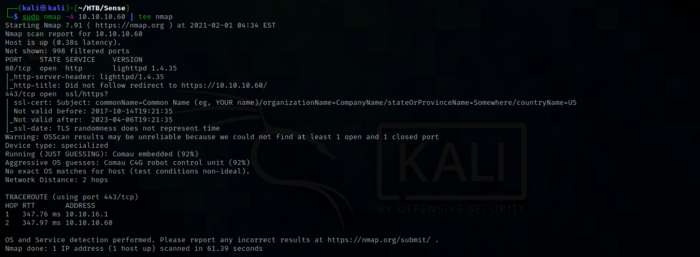 ┌──(kali㉿kali)-[~/HTB/Sense]
└─$ sudo nmap -A 10.10.10.60 | tee nmap
Starting Nmap 7.91 ( https://nmap.org ) at 2021-02-01 04:34 EST
Nmap scan report for 10.10.10.60
Host is up (0.38s latency).
Not shown: 998 filtered ports
PORT    STATE SERVICE    VERSION
80/tcp  open  http       lighttpd 1.4.35
|_http-server-header: lighttpd/1.4.35
|_http-title: Did not follow redirect to https://10.10.10.60/
443/tcp open  ssl/https?
| ssl-cert: Subject: commonName=Common Name (eg, YOUR name)/organizationName=CompanyName/stateOrProvinceName=Somewhere/countryName=US
| Not valid before: 2017-10-14T19:21:35
|_Not valid after:  2023-04-06T19:21:35
|_ssl-date: TLS randomness does not represent time
Warning: OSScan results may be unreliable because we could not find at least 1 open and 1 closed port
Device type: specialized
Running (JUST GUESSING): Comau embedded (92%)
Aggressive OS guesses: Comau C4G robot control unit (92%)
No exact OS matches for host (test conditions non-ideal).
Network Distance: 2 hops
TRACEROUTE (using port 443/tcp)
HOP RTT       ADDRESS
1   347.76 ms 10.10.16.1
2   347.97 ms 10.10.10.60
OS and Service detection performed. Please report any incorrect results at https://nmap.org/submit/ .
Nmap done: 1 IP address (1 host up) scanned in 61.39 seconds
KALI
BY OFFENSIVE SECURITY